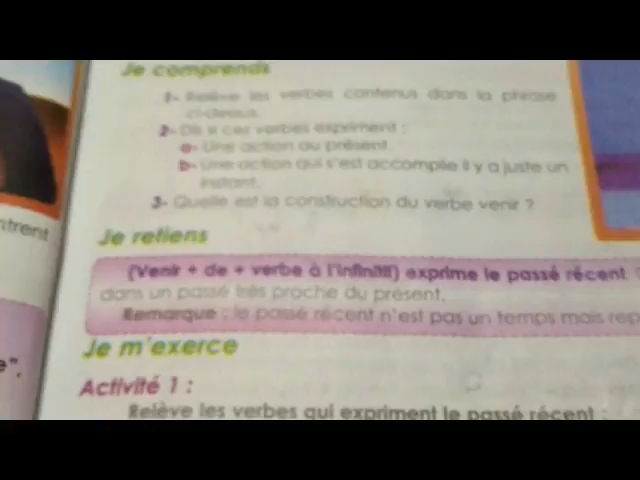 Je comprends
1- Relève les verbes contenus dans la phrase
ci-dessus.
2- Dis si ces verbes expriment :
a- Une action au présent.
b- Une action qui s'est accomplie il y a juste un
instant.
3- Quelle est la construction du verbe venir ?
ntrent
Je retiens
(Venir + de + verbe à l'infinitif) exprime le passé récent
dans un passé très proche du présent.
Remarque : le passé récent n'est pas un temps mais rep
Je m'exerce
e".
Activité 1 :
Relève les verbes qui expriment le passé récent :